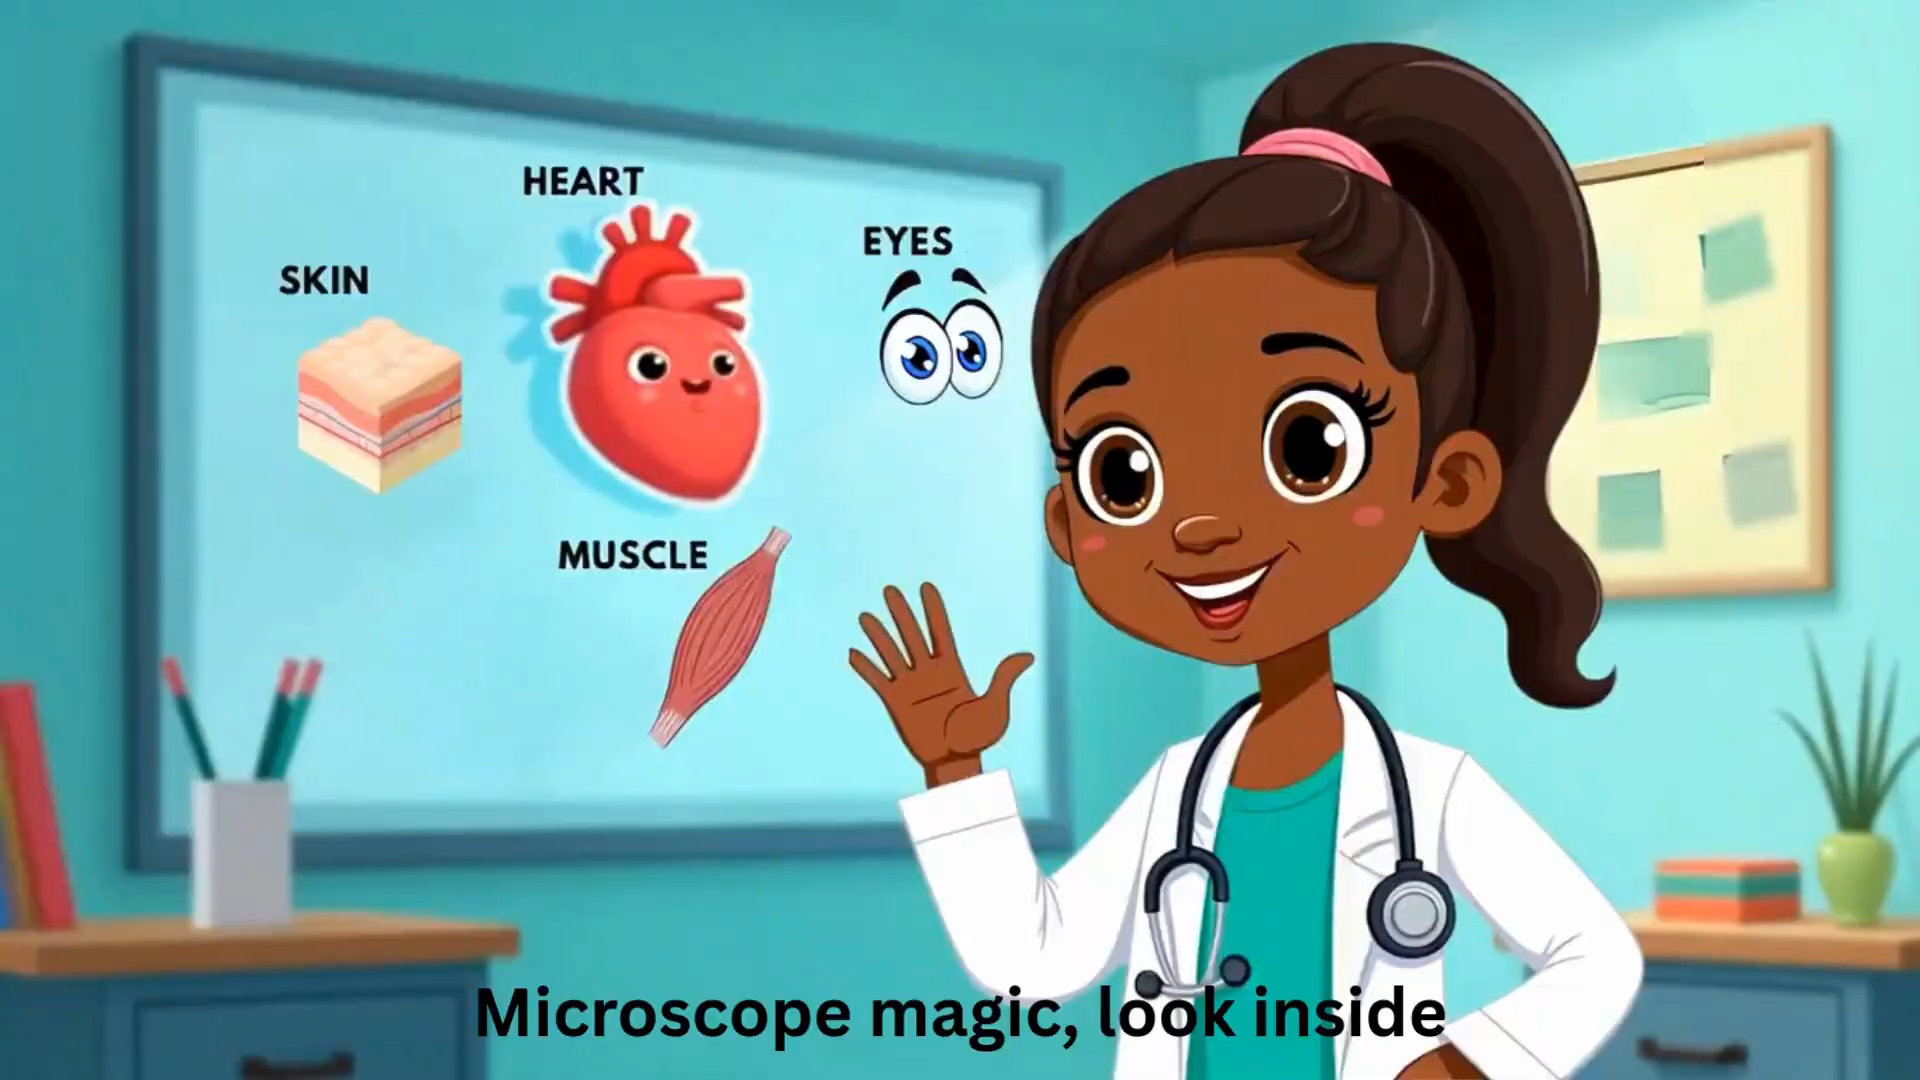 HEART
EYES
SKIN
MUSCLE
Microscope magic, look inside